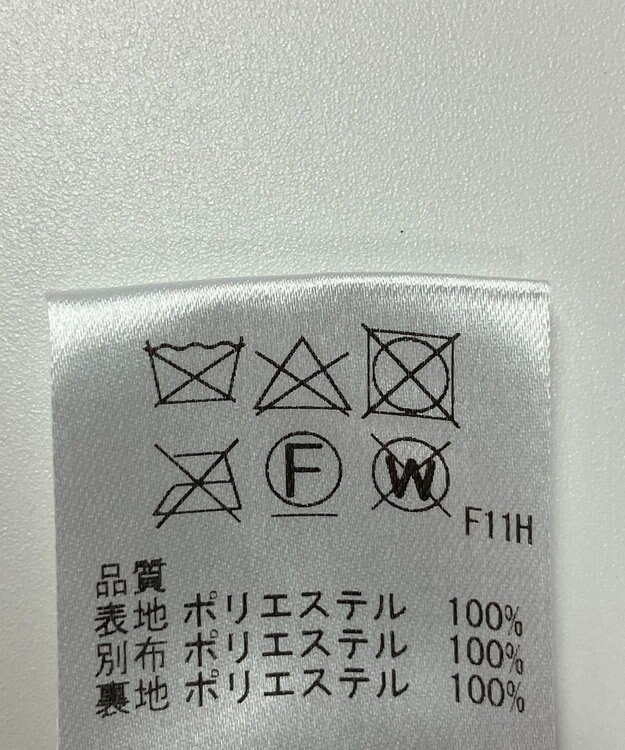 F W
F11H
品質
表地 ポリエステル 100%
別布 ポリエステル 100%
裏地 ポリエステル 100%